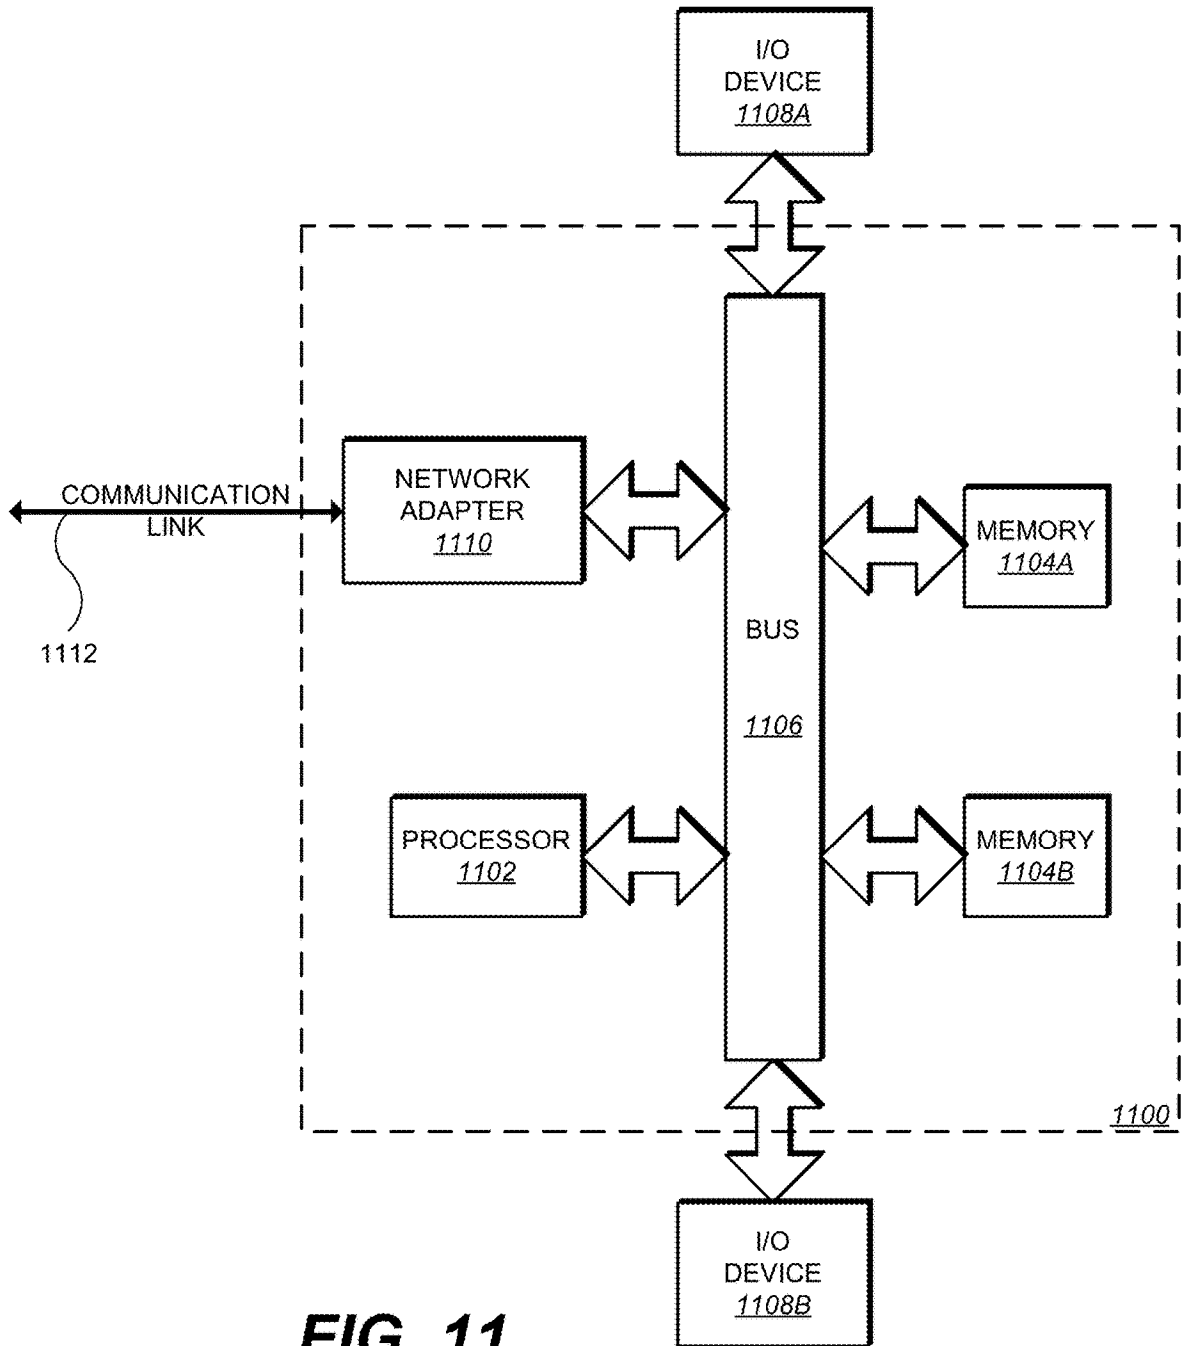 I/O
DEVICE
1108A
COMMUNICATION
LINK
1112
NETWORK
ADAPTER
1110
MEMORY
1104A
BUS
1106
PROCESSOR
1102
MEMORY
1104B
1100
I/O
DEVICE
1108B
FIG. 11